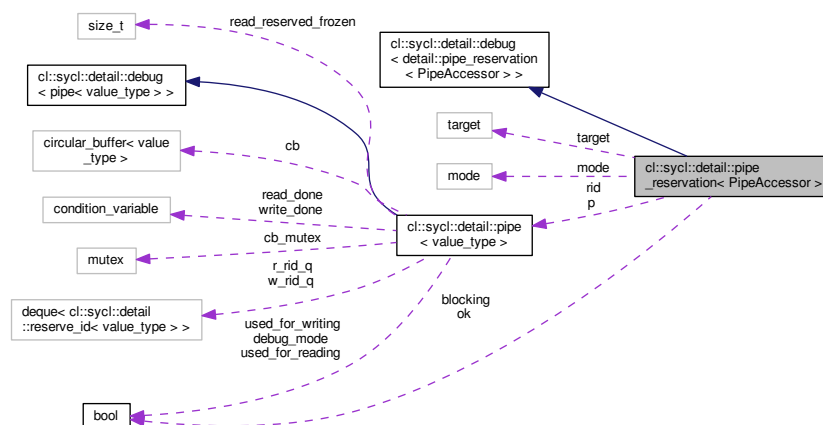 size_t
read_reserved_frozen
cl::sycl::detail::debug
< detail::pipe_reservation
< PipeAccessor > >
cl::sycl::detail::debug
< pipe< value_type > >
target
target
circular_buffer< value
_type >
cb
mode
mode
cl::sycl::detail::pipe
_reservation< PipeAccessor >
rid
p
condition_variable
read_done
write_done
cl::sycl::detail::pipe
< value_type >
mutex
cb_mutex
r_rid_q
w_rid_q
deque< cl::sycl::detail
::reserve_id< value_type > >
blocking
ok
used_for_writing
debug_mode
used_for_reading
bool